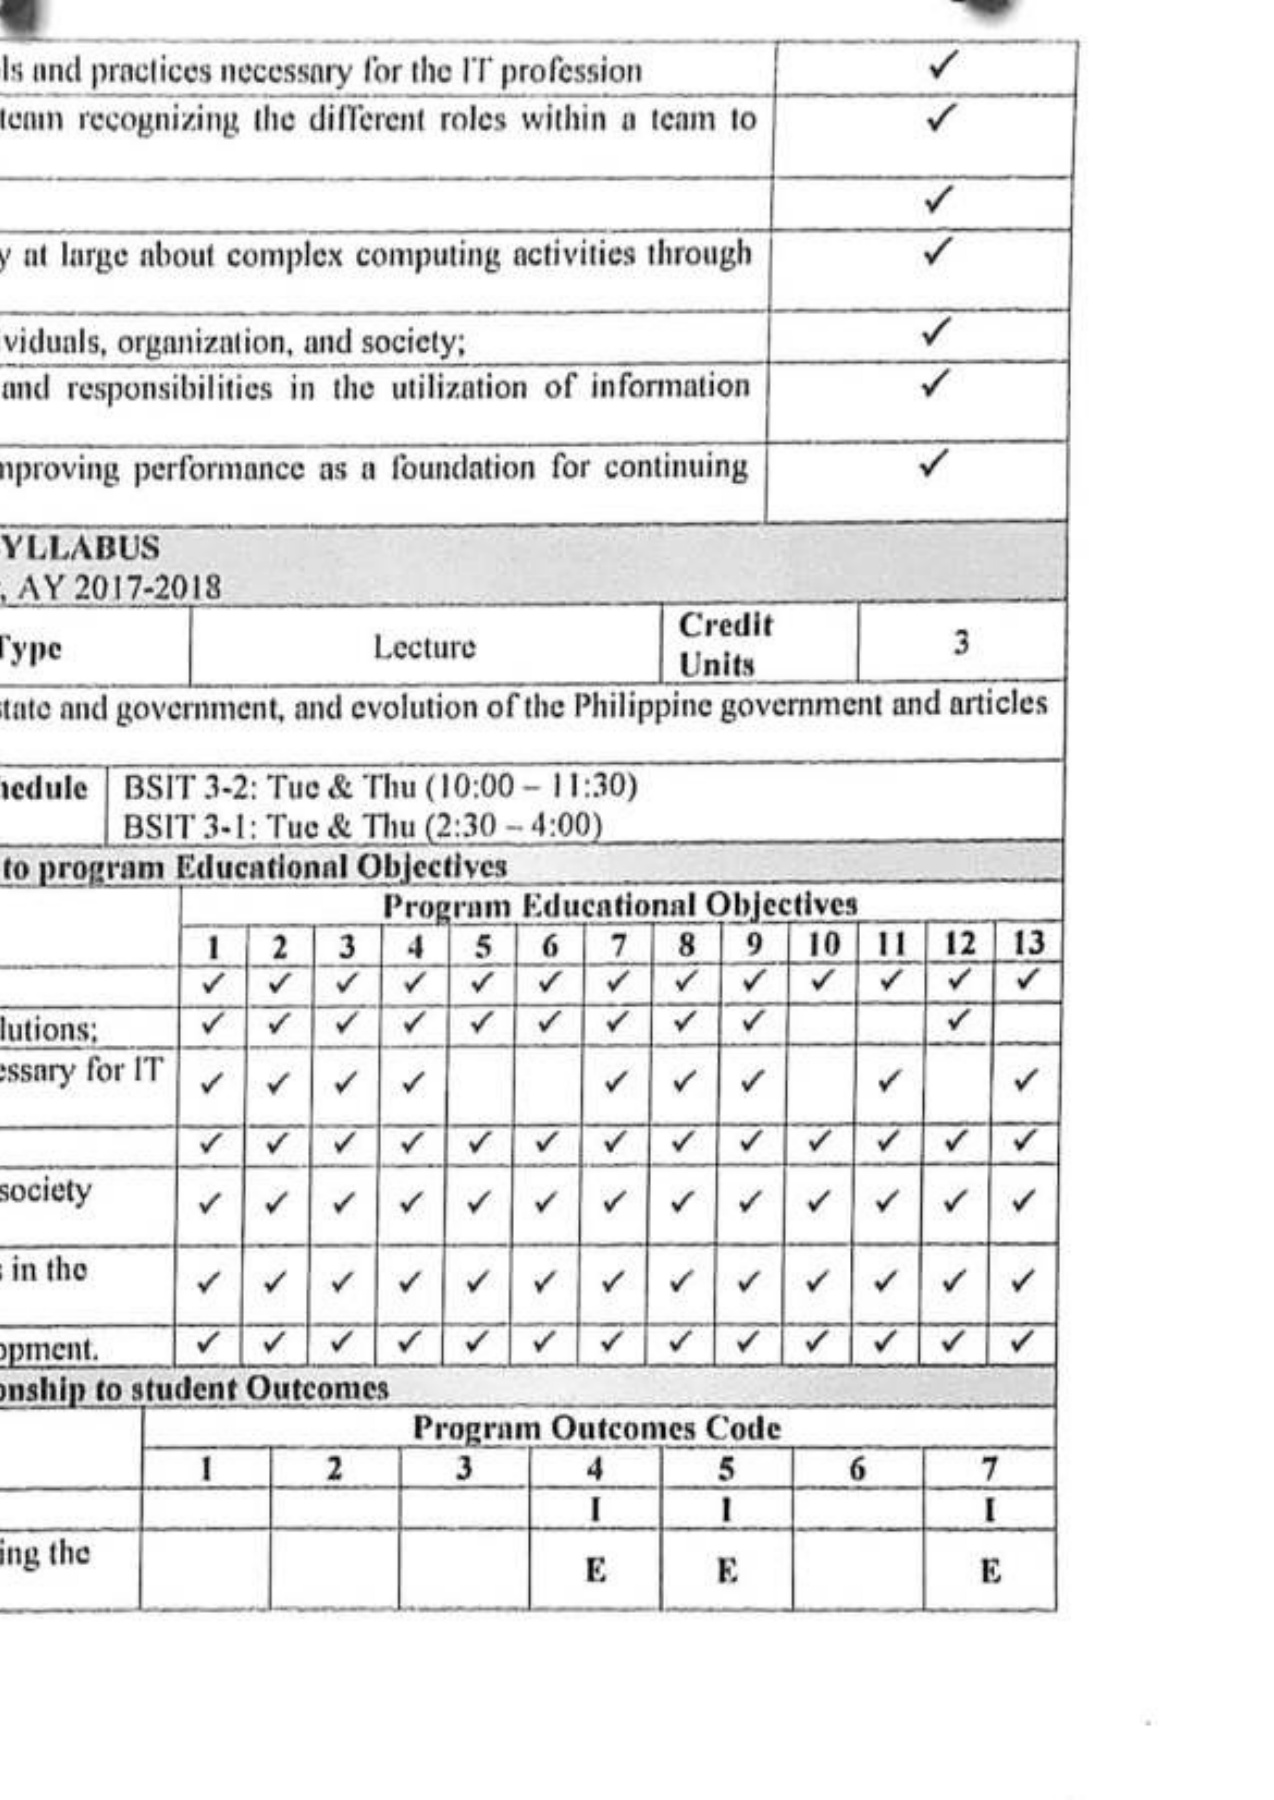 ls and practices necessary for the IT profession ✓
team recognizing the different roles within a team to ✓
✓
y at large about complex computing activities through ✓
viduals, organization, and society; ✓
and responsibilities in the utilization of information ✓
nproving performance as a foundation for continuing ✓
YLLABUS
, AY 2017-2018
Type Lecture Credit Units 3
tate and government, and evolution of the Philippine government and articles
hedule BSIT 3-2: Tue & Thu (10:00 – 11:30)
BSIT 3-1: Tue & Thu (2:30 – 4:00)
to program Educational Objectives
Program Educational Objectives
1 2 3 4 5 6 7 8 9 10 11 12 13
✓ ✓ ✓ ✓ ✓ ✓ ✓ ✓ ✓ ✓ ✓ ✓ ✓
lutions; ✓ ✓ ✓ ✓ ✓ ✓ ✓ ✓ ✓ ✓
essary for IT ✓ ✓ ✓ ✓ ✓ ✓ ✓ ✓ ✓
✓ ✓ ✓ ✓ ✓ ✓ ✓ ✓ ✓ ✓ ✓ ✓ ✓
society ✓ ✓ ✓ ✓ ✓ ✓ ✓ ✓ ✓ ✓ ✓ ✓ ✓
s in the ✓ ✓ ✓ ✓ ✓ ✓ ✓ ✓ ✓ ✓ ✓ ✓ ✓
opment. ✓ ✓ ✓ ✓ ✓ ✓ ✓ ✓ ✓ ✓ ✓ ✓ ✓
onship to student Outcomes
Program Outcomes Code
1 2 3 4 5 6 7
I I I
ing the E E E